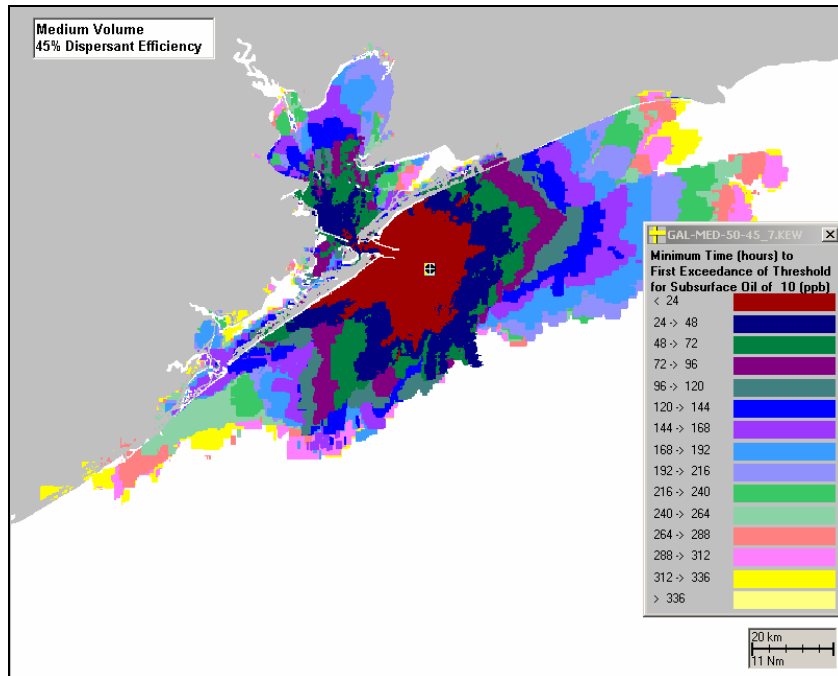 Medium Volume
45% Dispersant Efficiency
GAL-MED-50-45_7.KEW
Minimum Time (hours) to
First Exceedance of Threshold
for Subsurface Oil of 10 (ppb)
< 24
24 -> 48
48 -> 72
72 -> 96
96 -> 120
120 -> 144
144 -> 168
168 -> 192
192 -> 216
216 -> 240
240 -> 264
264 -> 288
288 -> 312
312 -> 336
> 336
20 km
11 Nm